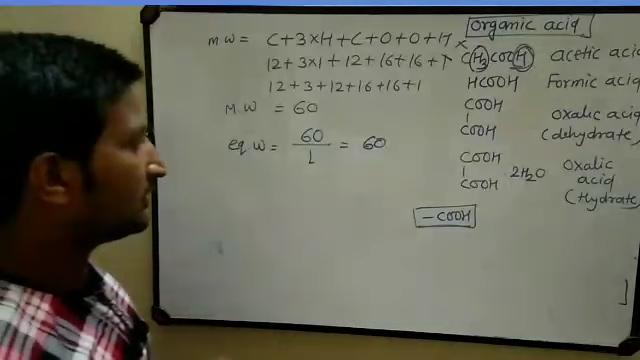 organic acid
MW = C+3×H+C+O+O+H
12+3×1+12+16+16+1
12+3+12+16+16+1
MW = 60
eq W = 60/1 = 60
CH₃COOH acetic acid
HCOOH Formic acid
COOH
|
COOH
Oxalic acid
(dehydrate)
COOH
|
COOH
2H₂O
Oxalic
acid
(Hydrate)
–COOH